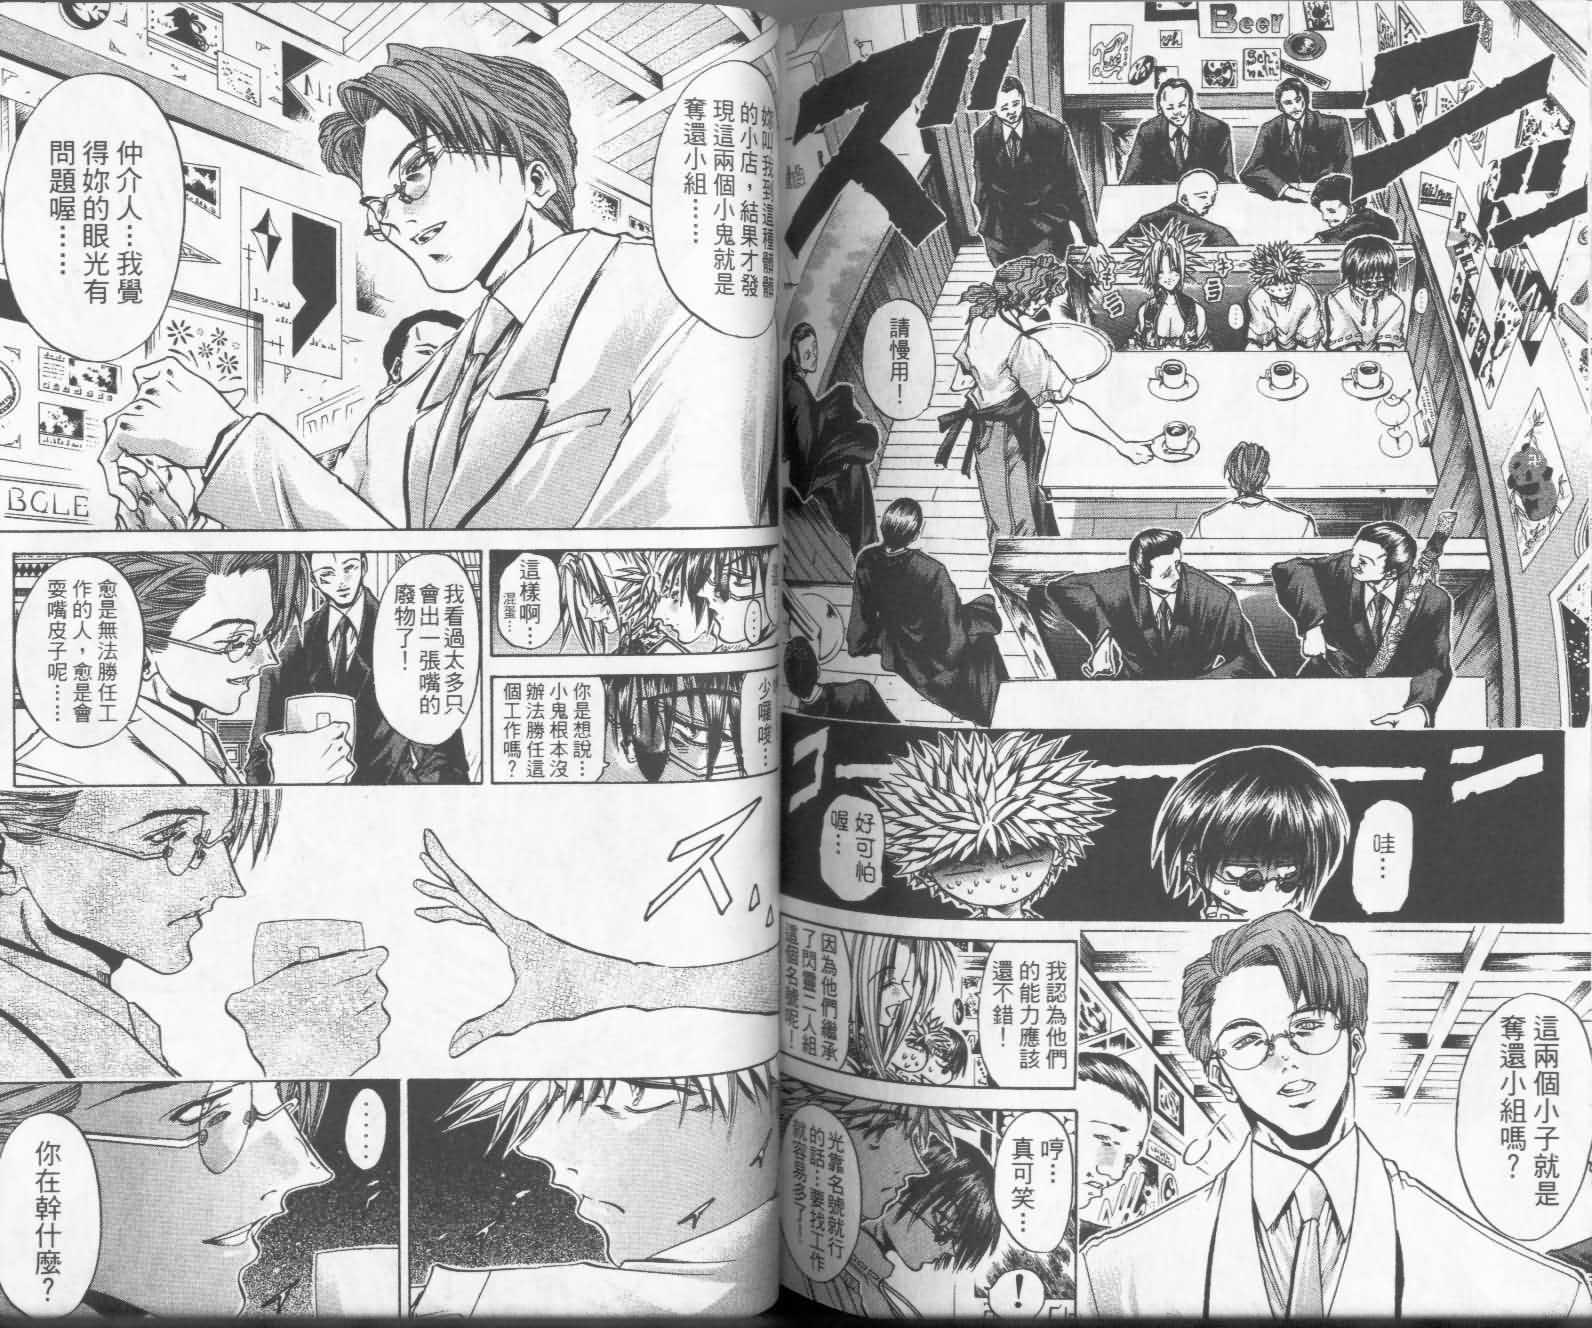 Beer
Sch
wein
請慢用！
哇…
好可怕
喔…
這兩個小子就是
奪還小組嗎？
我認為他們
的能力應該
還不錯！
因為他們繼承
了閃靈二人組
這個名號呢！
哼…
真可笑…
光靠名號就行
的話…要找工作
就容易多了！
！
妳叫我到這種髒髒
的小店，結果才發
現這兩個小鬼就是
奪還小組……
仲介人…我覺
得妳的眼光有
問題喔……
BGLE
這樣啊…
混蛋…
少囉唆…
你是想說…
小鬼根本沒
辦法勝任這
個工作嗎？
我看過太多只
會出一張嘴的
廢物了！
愈是無法勝任工
作的人，愈是會
耍嘴皮子呢……
……
你在幹什麼？